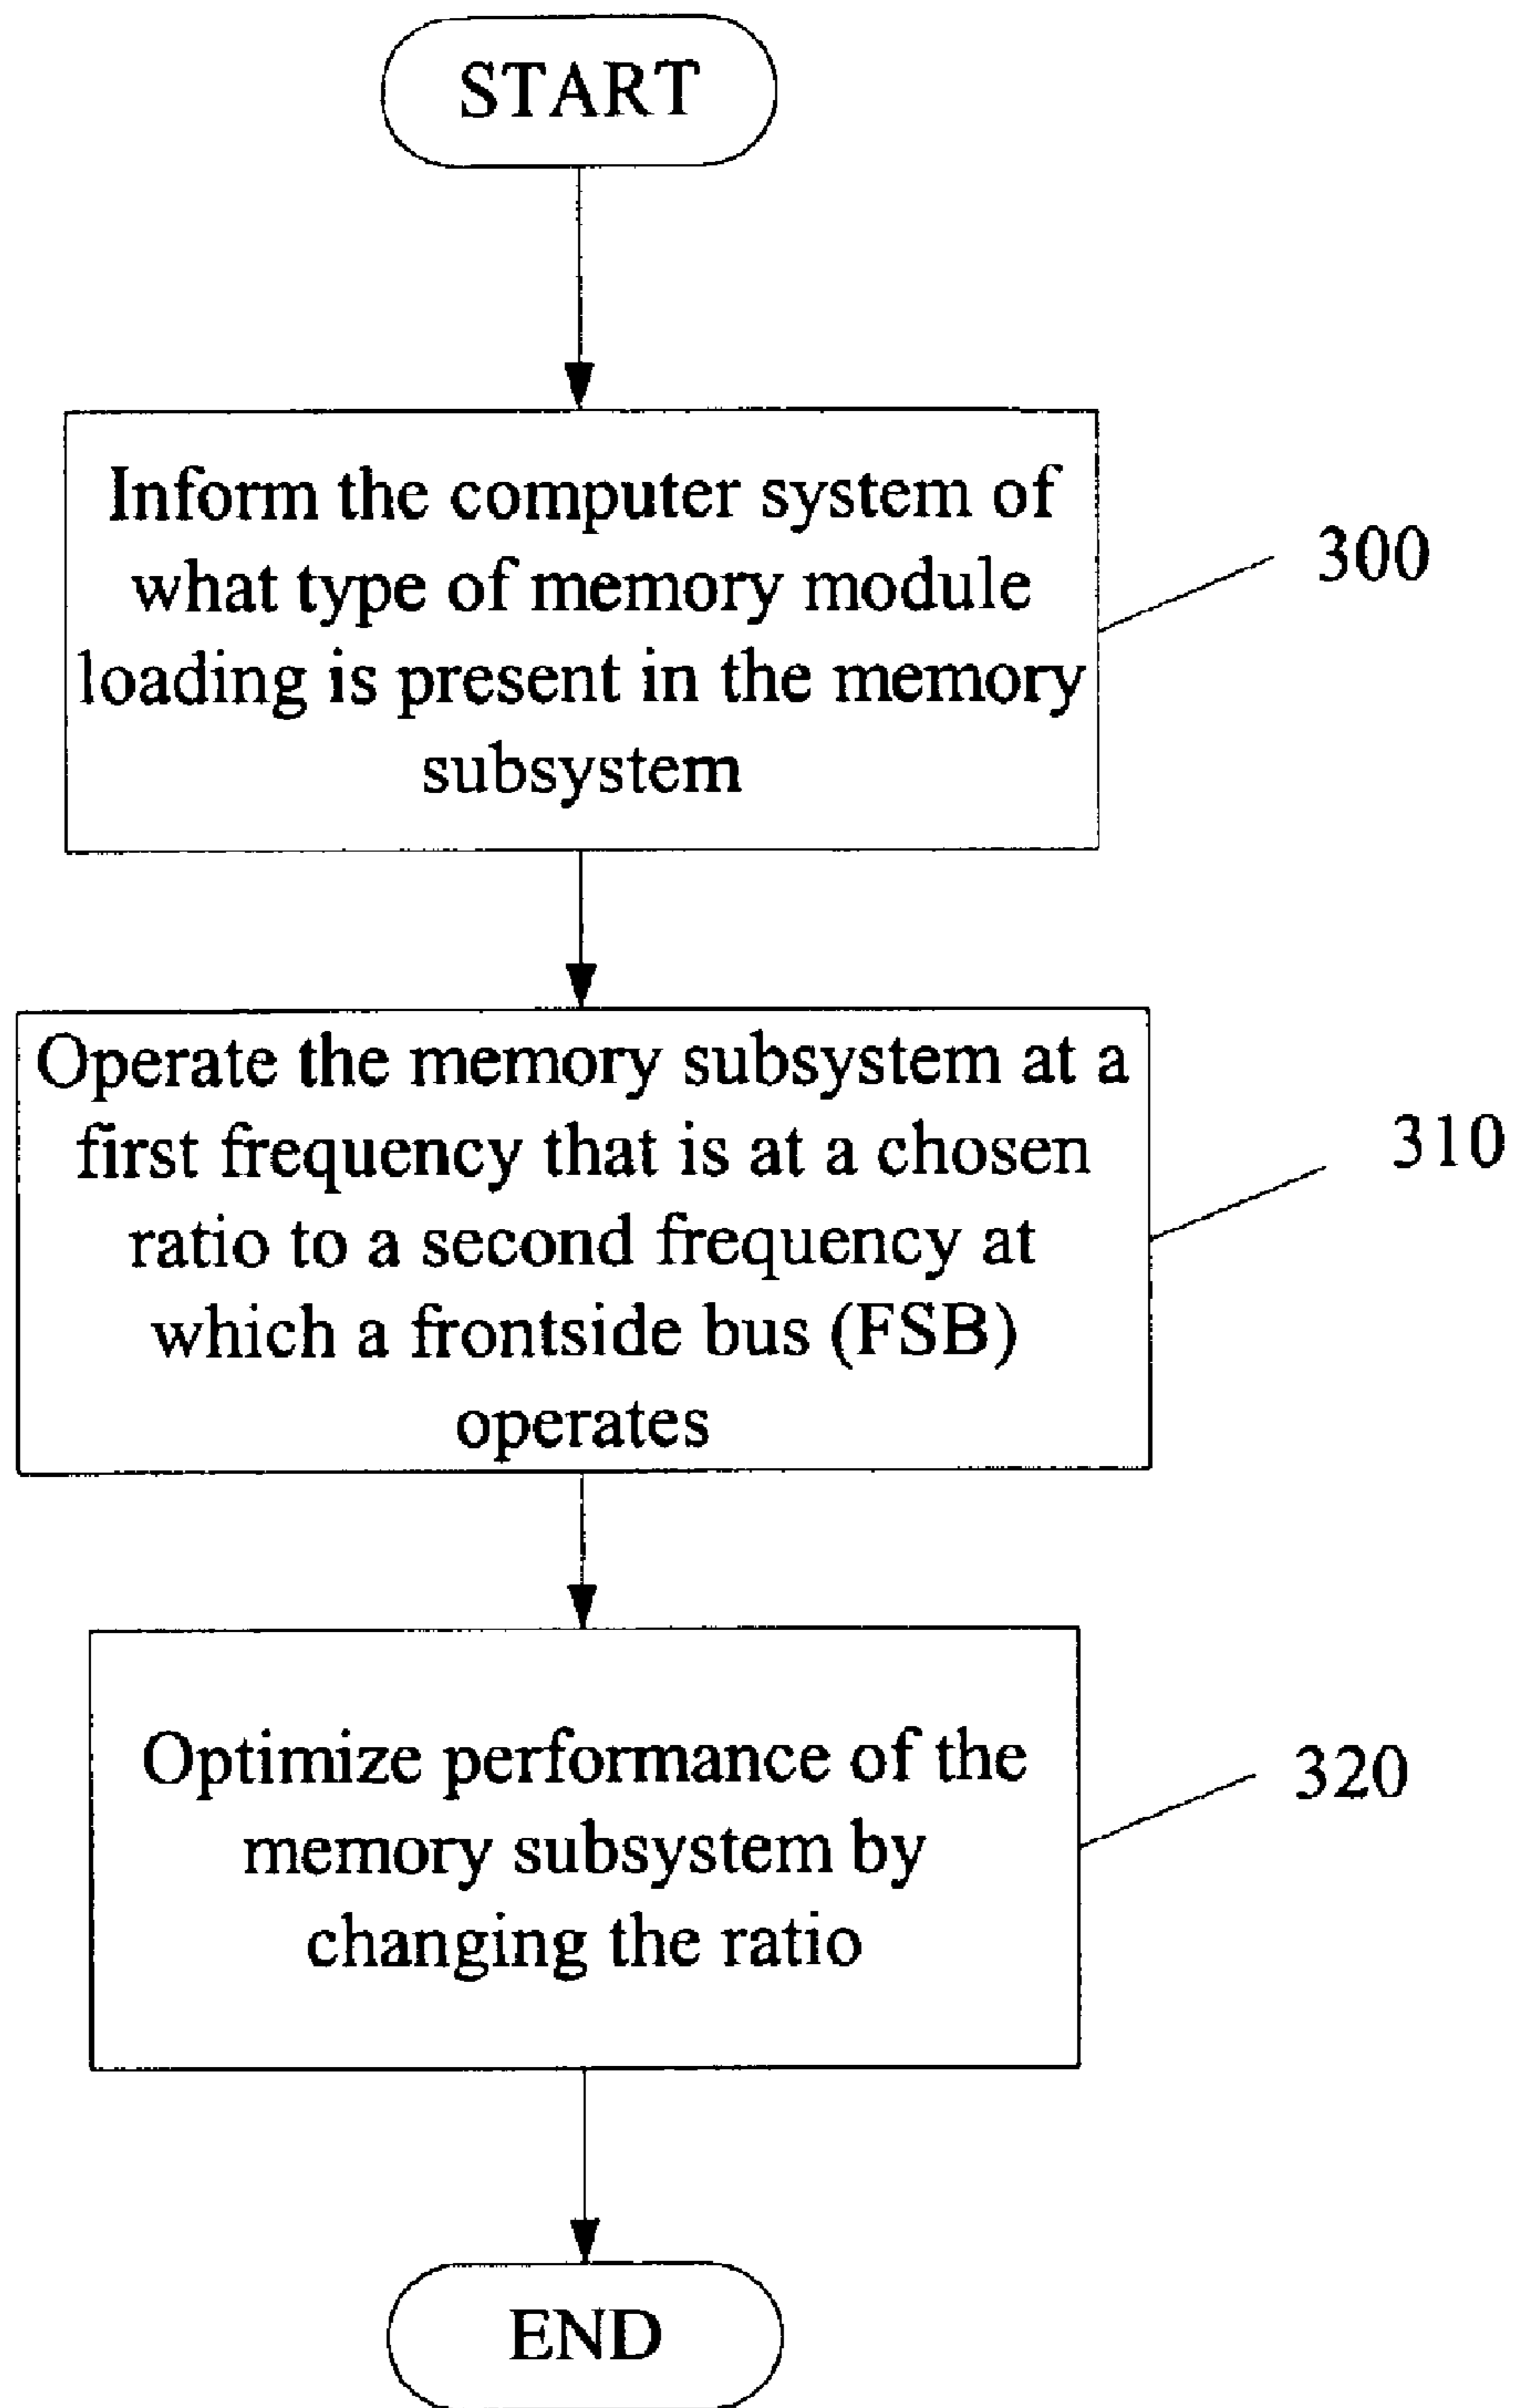 START
Inform the computer system of
what type of memory module
loading is present in the memory
subsystem
300
Operate the memory subsystem at a
first frequency that is at a chosen
ratio to a second frequency at
which a frontside bus (FSB)
operates
310
Optimize performance of the
memory subsystem by
changing the ratio
320
END